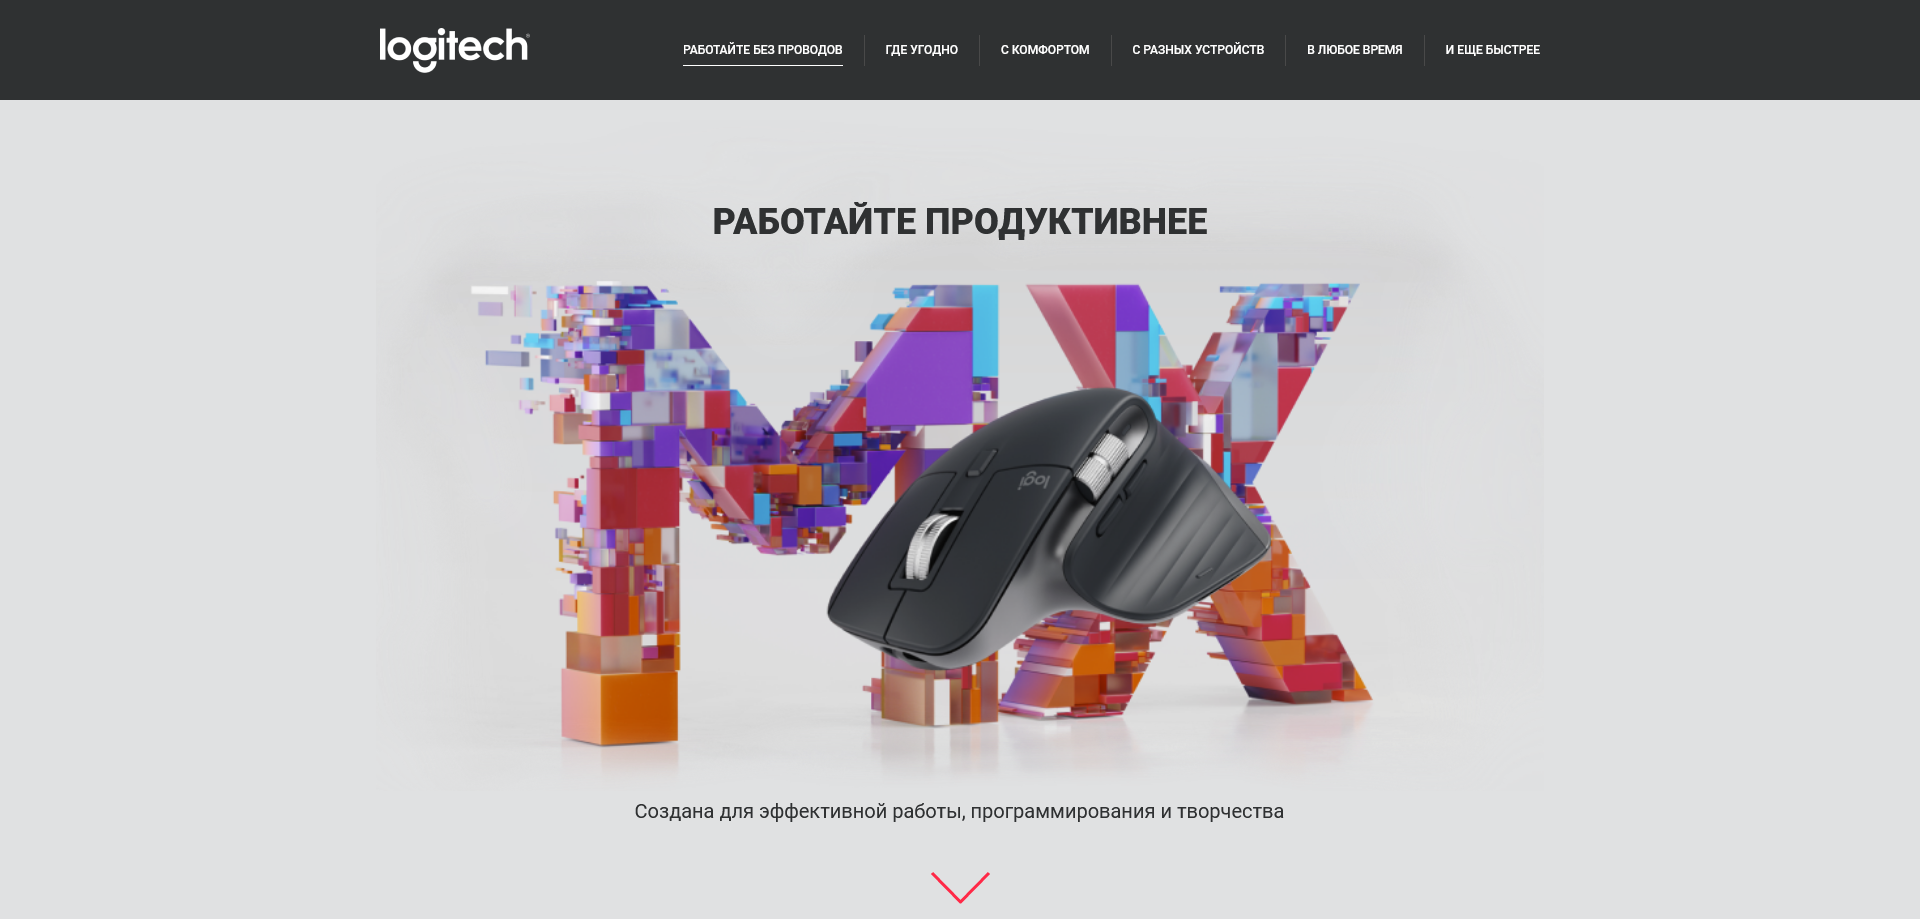 logitech
РАБОТАЙТЕ БЕЗ ПРОВОДОВ
ГДЕ УГОДНО
С КОМФОРТОМ
С РАЗНЫХ УСТРОЙСТВ
В ЛЮБОЕ ВРЕМЯ
И ЕЩЕ БЫСТРЕЕ
РАБОТАЙТЕ ПРОДУКТИВНЕЕ
MX
logi
Создана для эффективной работы, программирования и творчества